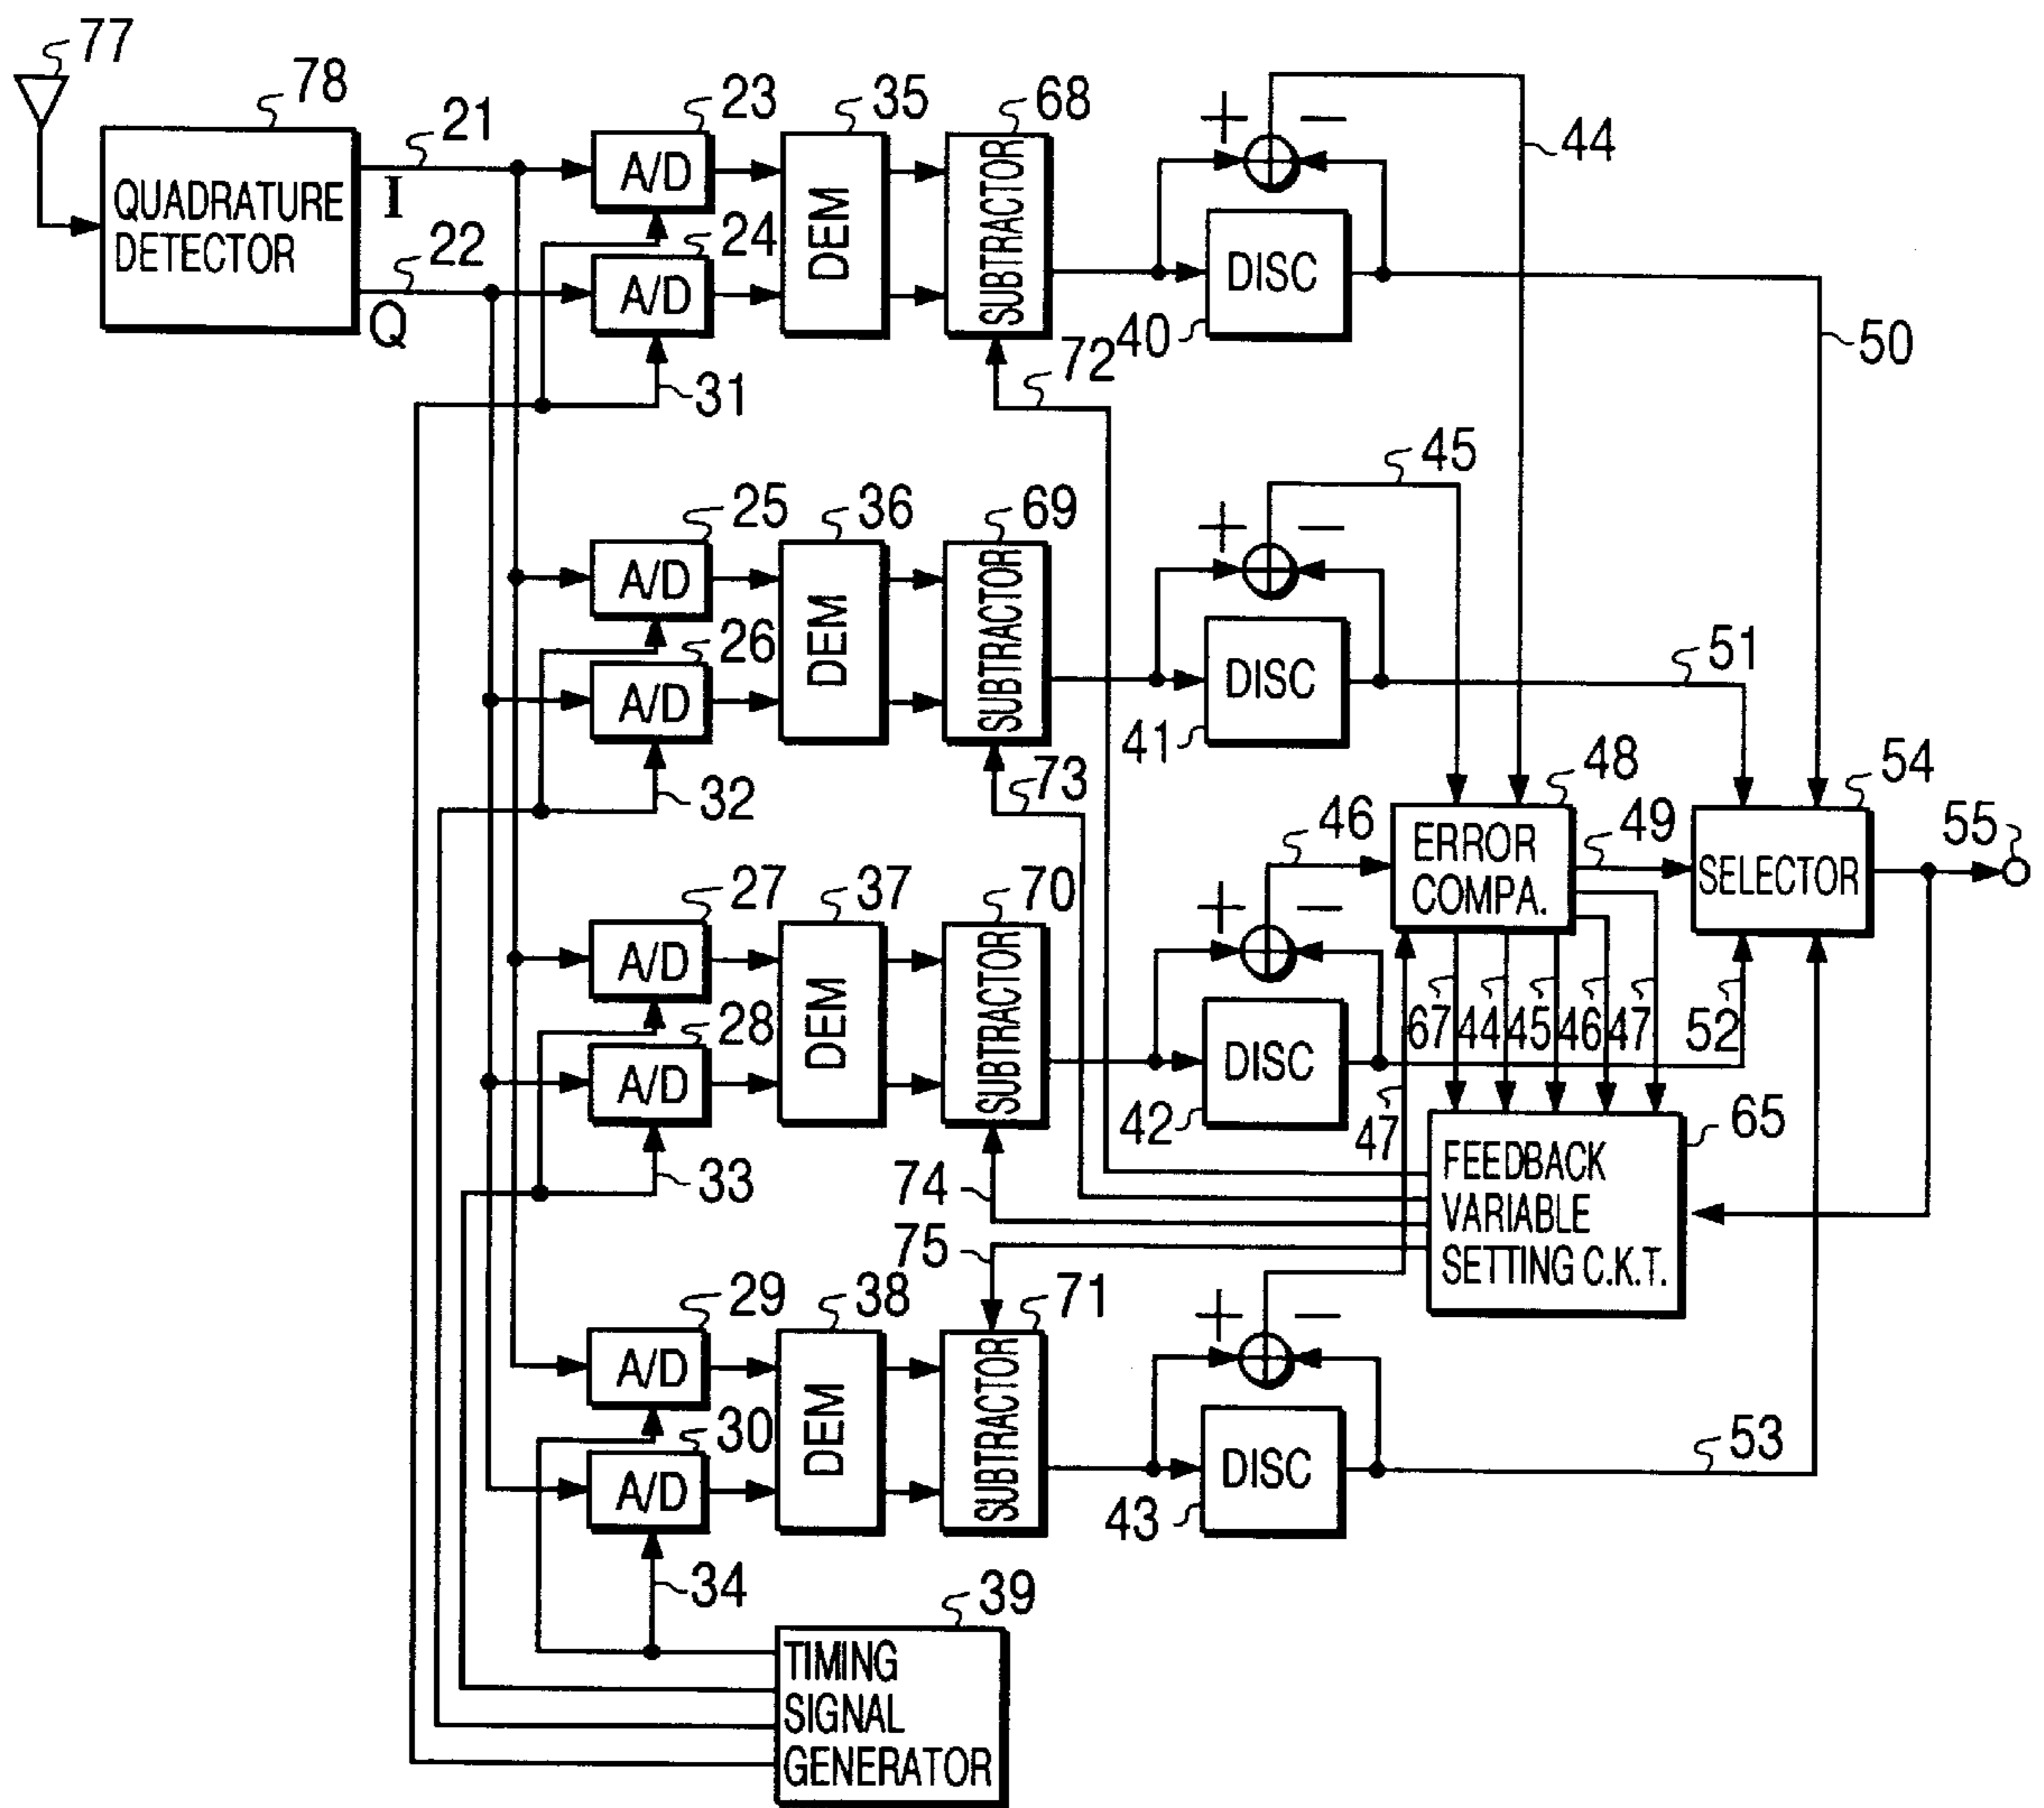 77
78
21
23
35
68
+
−
44
QUADRATURE
DETECTOR
I
A/D
DEM
SUBTRACTOR
22
24
Q
A/D
DISC
40
72
31
50
45
25
36
69
+
−
A/D
DEM
SUBTRACTOR
26
A/D
DISC
51
41
73
32
48
54
46
49
55
ERROR
COMPA.
SELECTOR
27
37
70
+
−
A/D
DEM
SUBTRACTOR
28
A/D
DISC
67
44
45
46
47
52
42
47
65
33
74
FEEDBACK
VARIABLE
SETTING C.K.T.
75
29
38
71
+
−
A/D
DEM
SUBTRACTOR
30
A/D
DISC
53
43
34
39
TIMING
SIGNAL
GENERATOR